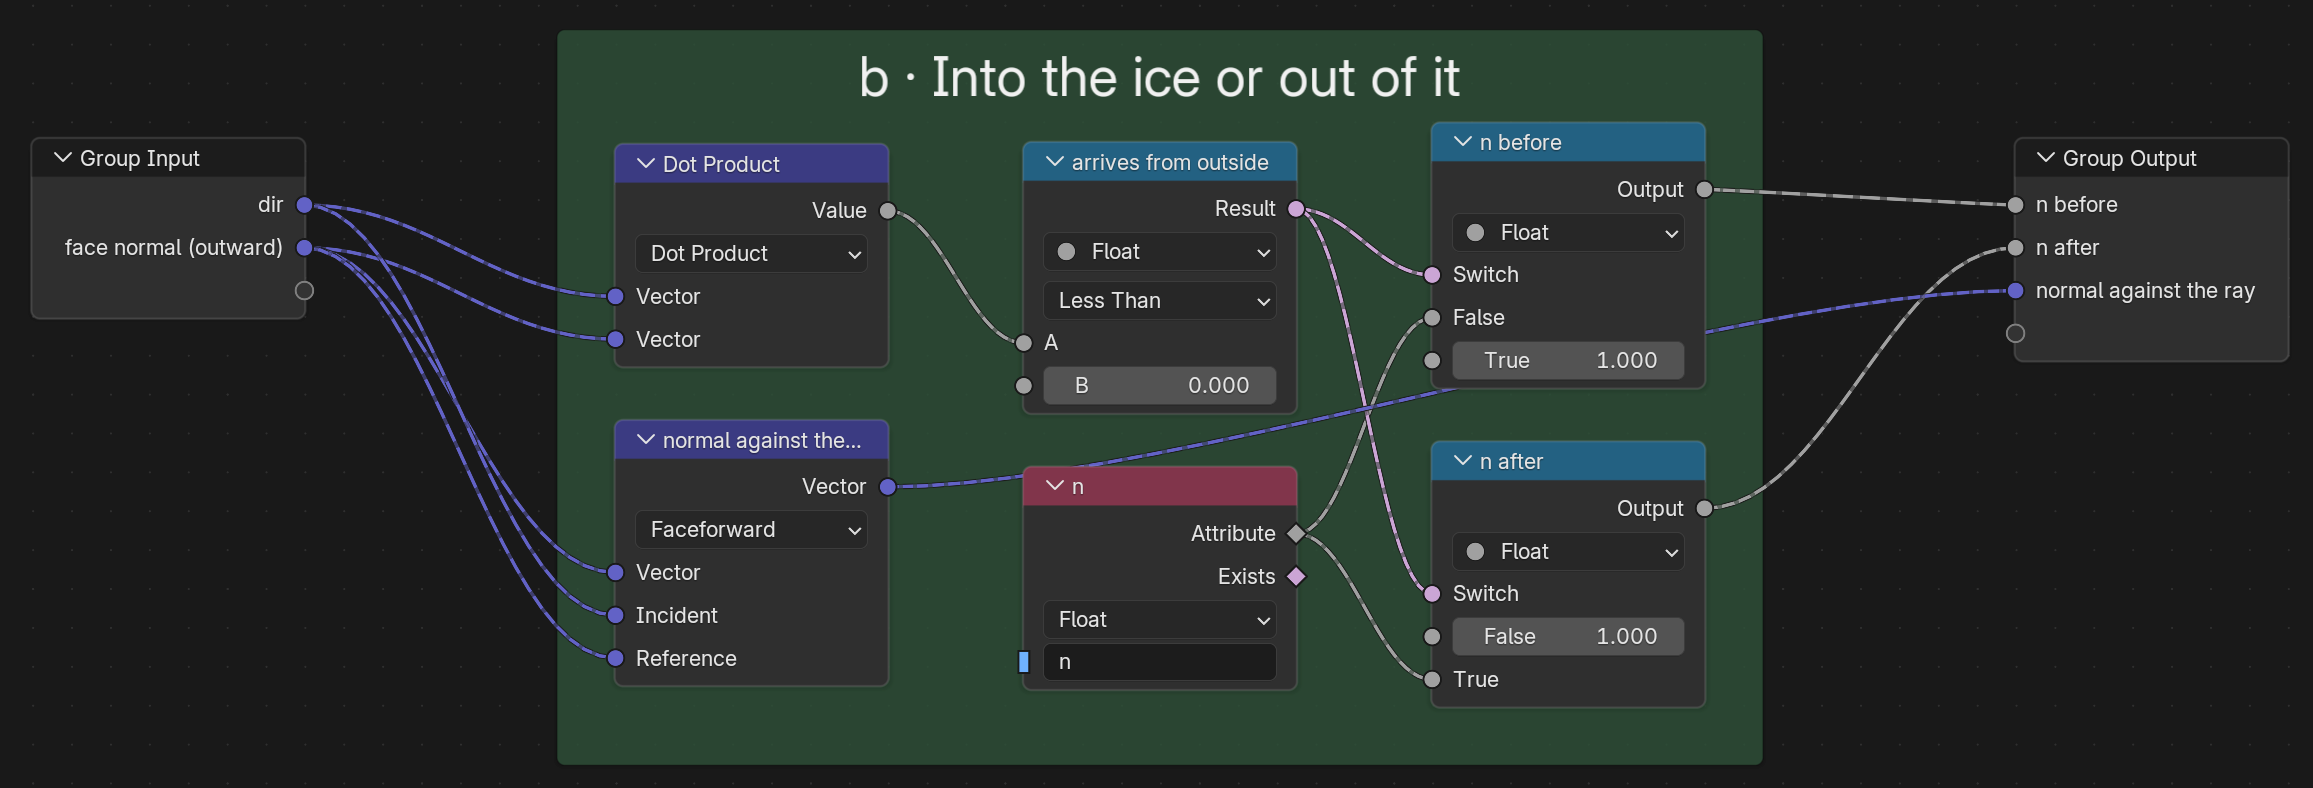 b · Into the ice or out of it
Group Input
dir
face normal (outward)
Dot Product
Value
Dot Product
Vector
Vector
normal against the...
Vector
Faceforward
Vector
Incident
Reference
arrives from outside
Result
Float
Less Than
A
B 0.000
n
Attribute
Exists
Float
n
n before
Output
Float
Switch
False
True 1.000
n after
Output
Float
Switch
False 1.000
True
Group Output
n before
n after
normal against the ray